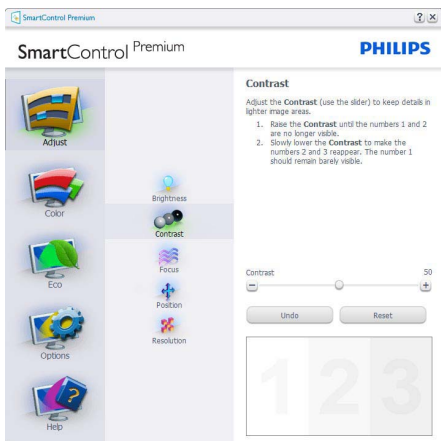 SmartControl Premium
SmartControl Premium
PHILIPS
Adjust
Color
Eco
Options
Help
Brightness
Contrast
Focus
Position
Resolution
Contrast
Adjust the Contrast (use the slider) to keep details in
lighter image areas.
1. Raise the Contrast until the numbers 1 and 2
are no longer visible.
2. Slowly lower the Contrast to make the
numbers 2 and 3 reappear. The number 1
should remain barely visible.
Contrast 50
Undo Reset
1 2 3